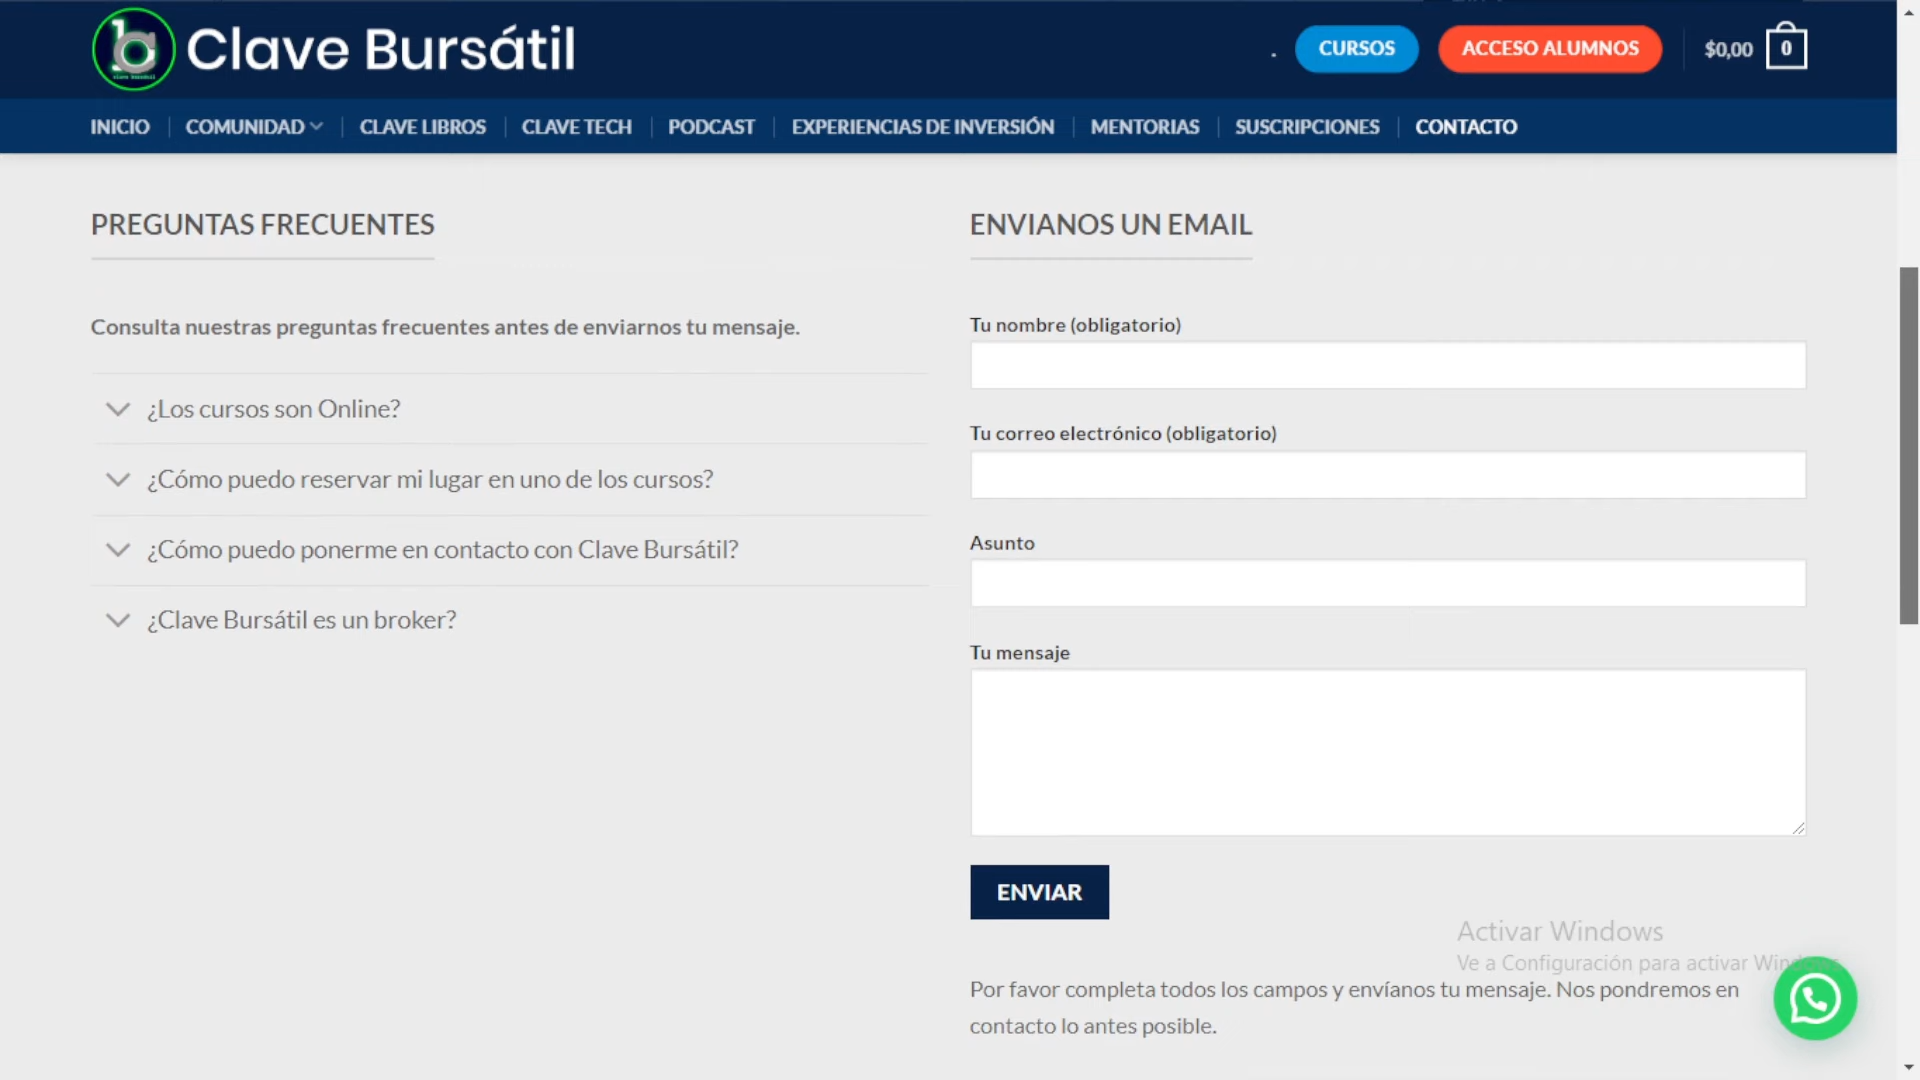 Clave Bursátil
.
CURSOS
ACCESO ALUMNOS
$0,00
0
INICIO
COMUNIDAD
CLAVE LIBROS
CLAVE TECH
PODCAST
EXPERIENCIAS DE INVERSIÓN
MENTORIAS
SUSCRIPCIONES
CONTACTO
PREGUNTAS FRECUENTES
Consulta nuestras preguntas frecuentes antes de enviarnos tu mensaje.
¿Los cursos son Online?
¿Cómo puedo reservar mi lugar en uno de los cursos?
¿Cómo puedo ponerme en contacto con Clave Bursátil?
¿Clave Bursátil es un broker?
ENVIANOS UN EMAIL
Tu nombre (obligatorio)
Tu correo electrónico (obligatorio)
Asunto
Tu mensaje
ENVIAR
Activar Windows
Ve a Configuración para activar
Por favor completa todos los campos y envíanos tu mensaje. Nos pondremos en
contacto lo antes posible.